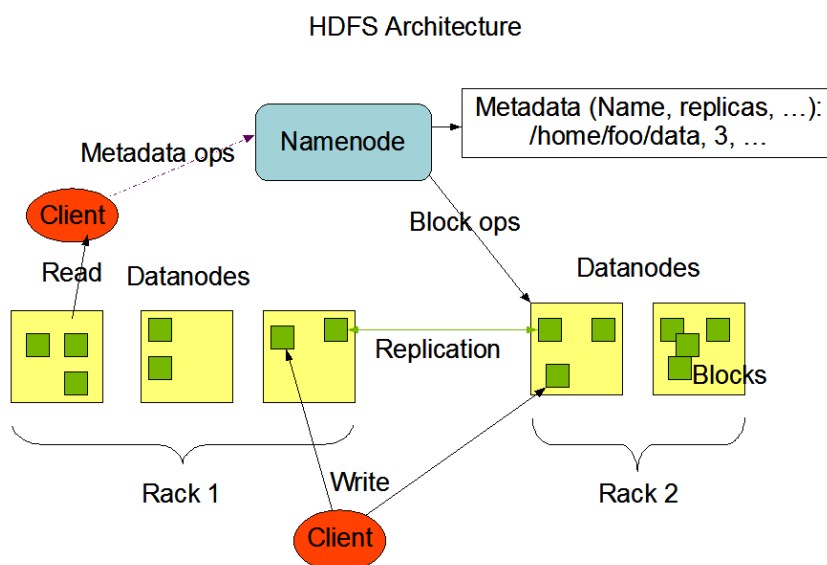 HDFS Architecture
Metadata (Name, replicas, …):
/home/foo/data, 3, …
Namenode
Metadata ops
Client
Block ops
Read
Datanodes
Datanodes
Replication
Blocks
Write
Rack 1
Rack 2
Client